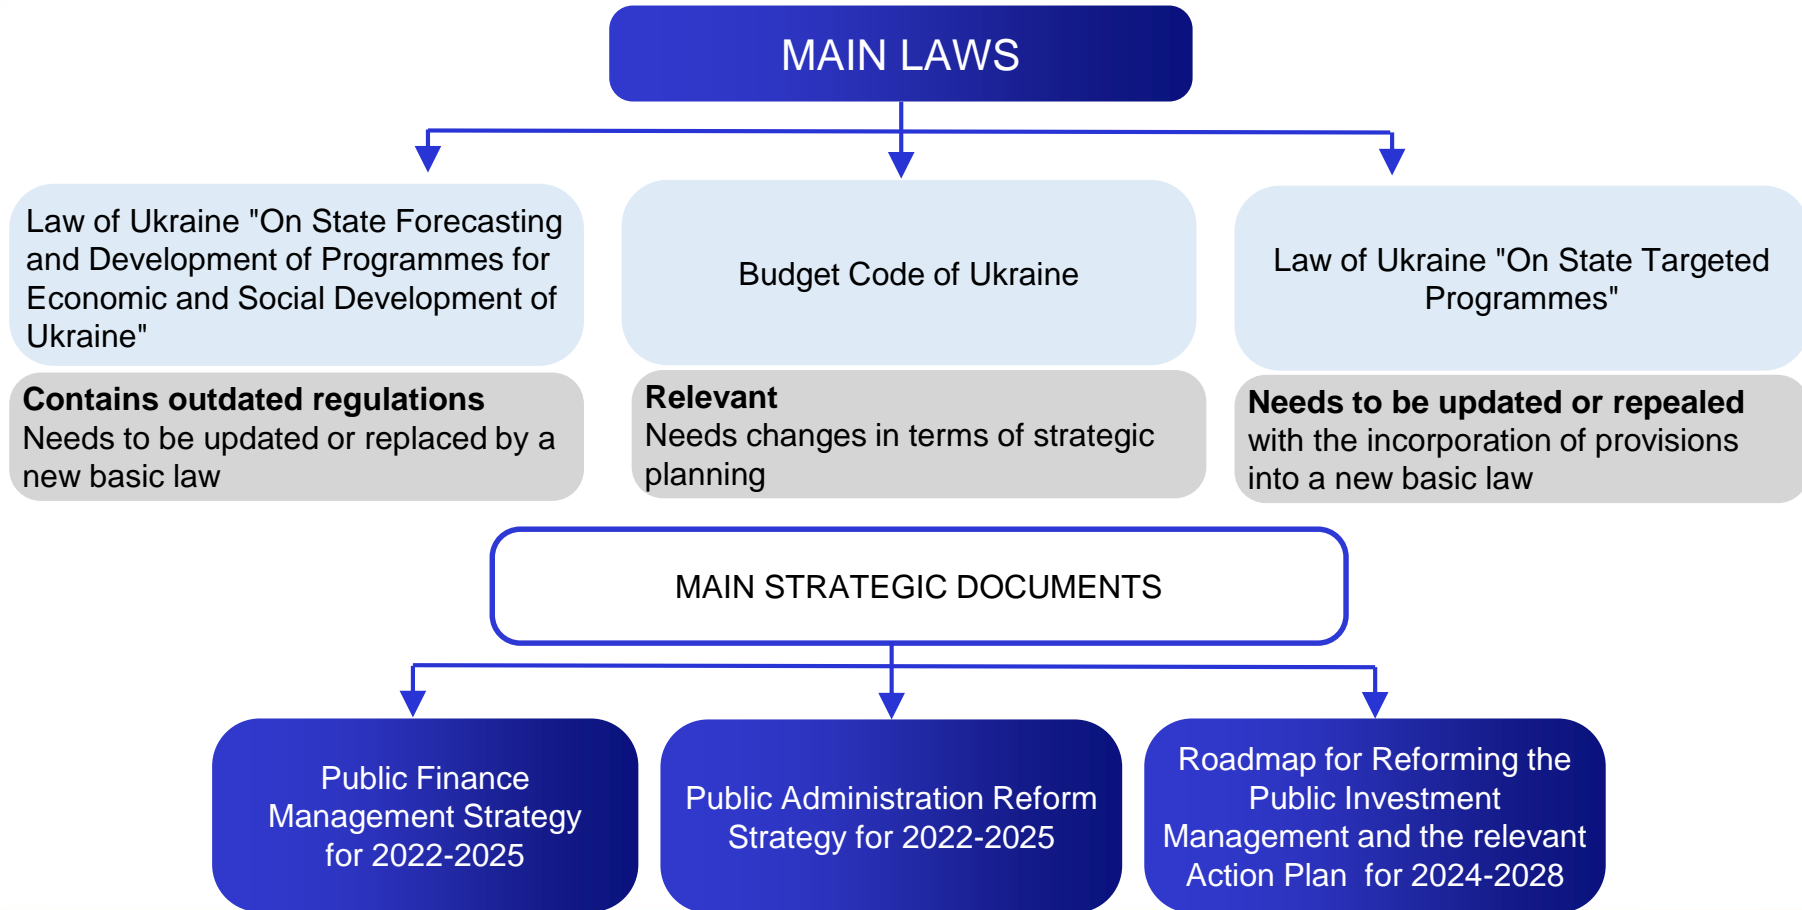 MAIN LAWS
Law of Ukraine "On State Forecasting
and Development of Programmes for
Economic and Social Development of
Ukraine"
Budget Code of Ukraine
Law of Ukraine "On State Targeted
Programmes"
Contains outdated regulations
Needs to be updated or replaced by a
new basic law
Relevant
Needs changes in terms of strategic
planning
Needs to be updated or repealed
with the incorporation of provisions
into a new basic law
MAIN STRATEGIC DOCUMENTS
Public Finance
Management Strategy
for 2022-2025
Public Administration Reform
Strategy for 2022-2025
Roadmap for Reforming the
Public Investment
Management and the relevant
Action Plan  for 2024-2028